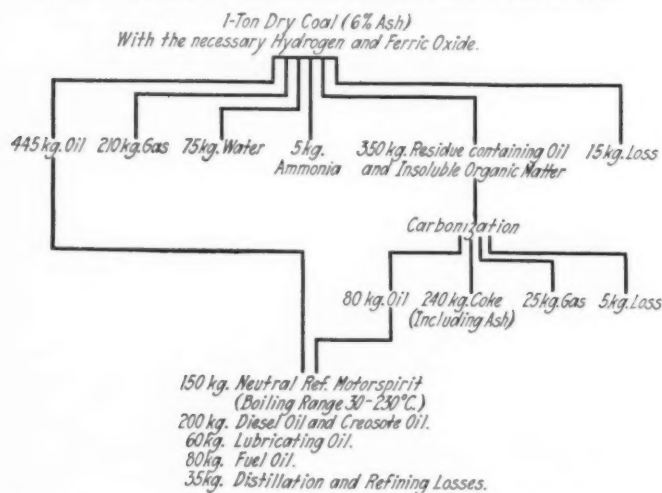 1-Ton Dry Coal (6% Ash)
With the necessary Hydrogen and Ferric Oxide.
445 kg. Oil 210 kg. Gas 75 kg. Water 5 kg. 350 kg. Residue containing Oil 15 kg. Loss
Ammonia and Insoluble Organic Matter
Carbonization
80 kg. Oil 240 kg. Coke 25 kg. Gas 5 kg. Loss
(Including Ash)
150 kg. Neutral Ref. Motorspirit
(Boiling Range 30-230°C.)
200 kg. Diesel Oil and Creosote Oil.
60 kg. Lubricating Oil.
80 kg. Fuel Oil.
35 kg. Distillation and Refining Losses.